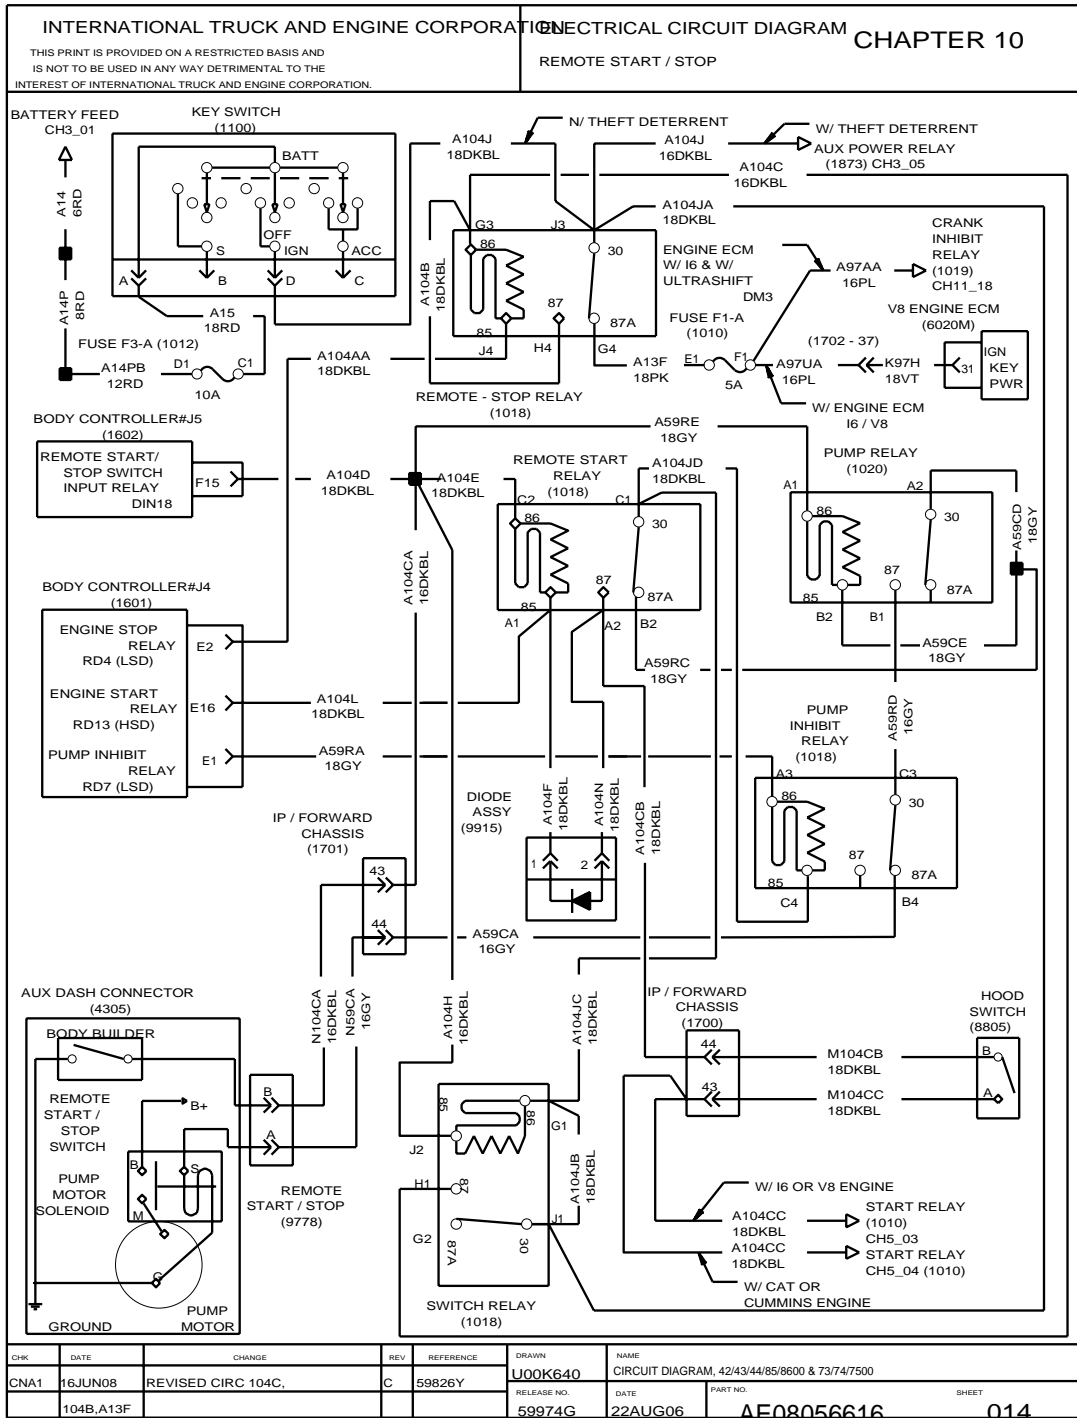 INTERNATIONAL TRUCK AND ENGINE CORPORATION
ELECTRICAL CIRCUIT DIAGRAM
CHAPTER 10
THIS PRINT IS PROVIDED ON A RESTRICTED BASIS AND
IS NOT TO BE USED IN ANY WAY DETRIMENTAL TO THE
INTEREST OF INTERNATIONAL TRUCK AND ENGINE CORPORATION.
REMOTE START / STOP
BATTERY FEED
CH3_01
KEY SWITCH
(1100)
BATT
OFF
S
IGN
ACC
A
B
D
C
A14
6RD
A14P
8RD
A15
18RD
FUSE F3-A (1012)
A14PB
12RD
D1
C1
10A
A104J
18DKBL
N/ THEFT DETERRENT
A104J
16DKBL
W/ THEFT DETERRENT
AUX POWER RELAY
(1873) CH3_05
A104C
16DKBL
A104JA
18DKBL
A104B
18DKBL
G3
J3
86
30
87
85
87A
J4
H4
G4
REMOTE - STOP RELAY
(1018)
A104AA
18DKBL
ENGINE ECM
W/ I6 & W/
ULTRASHIFT
DM3
FUSE F1-A
(1010)
A13F
18PK
E1
F1
5A
A97AA
16PL
CRANK
INHIBIT
RELAY
(1019)
CH11_18
V8 ENGINE ECM
(6020M)
(1702 - 37)
A97UA
16PL
K97H
18VT
31
IGN
KEY
PWR
W/ ENGINE ECM
I6 / V8
BODY CONTROLLER#J5
(1602)
REMOTE START/
STOP SWITCH
INPUT RELAY
DIN18
F15
A104D
18DKBL
A104E
18DKBL
A59RE
18GY
REMOTE START
RELAY
(1018)
C2
C1
86
30
87
85
87A
A1
A2
B2
A104JD
18DKBL
A104CA
16DKBL
PUMP RELAY
(1020)
A1
A2
86
30
87
85
87A
B2
B1
A59CD
18GY
A59CE
18GY
A59RC
18GY
A59RD
16GY
BODY CONTROLLER#J4
(1601)
ENGINE STOP
RELAY
RD4 (LSD)
E2
ENGINE START
RELAY
RD13 (HSD)
E16
PUMP INHIBIT
RELAY
RD7 (LSD)
E1
A104L
18DKBL
A59RA
18GY
PUMP
INHIBIT
RELAY
(1018)
A3
C3
86
30
87
85
87A
C4
B4
DIODE
ASSY
(9915)
A104F
18DKBL
A104N
18DKBL
A104CB
18DKBL
1
2
IP / FORWARD
CHASSIS
(1701)
43
44
A59CA
16GY
N104CA
16DKBL
N59CA
16GY
A104H
16DKBL
A104JC
18DKBL
IP / FORWARD
CHASSIS
(1700)
44
43
M104CB
18DKBL
M104CC
18DKBL
HOOD
SWITCH
(8805)
B
A
AUX DASH CONNECTOR
(4305)
BODY BUILDER
REMOTE
START /
STOP
SWITCH
B+
B
A
REMOTE
START / STOP
(9778)
PUMP
MOTOR
SOLENOID
B
S
M
G
GROUND
PUMP
MOTOR
85
86
J2
G1
H1
87
G2
87A
30
J1
A104JB
18DKBL
SWITCH RELAY
(1018)
W/ I6 OR V8 ENGINE
A104CC
18DKBL
START RELAY
(1010)
CH5_03
A104CC
18DKBL
START RELAY
CH5_04 (1010)
W/ CAT OR
CUMMINS ENGINE
CHK
DATE
CHANGE
REV
REFERENCE
DRAWN
NAME
CNA1
16JUN08
REVISED CIRC 104C,
C
59826Y
U00K640
CIRCUIT DIAGRAM, 42/43/44/85/8600 & 73/74/7500
104B,A13F
RELEASE NO.
DATE
PART NO.
SHEET
59974G
22AUG06
AE08056616
014